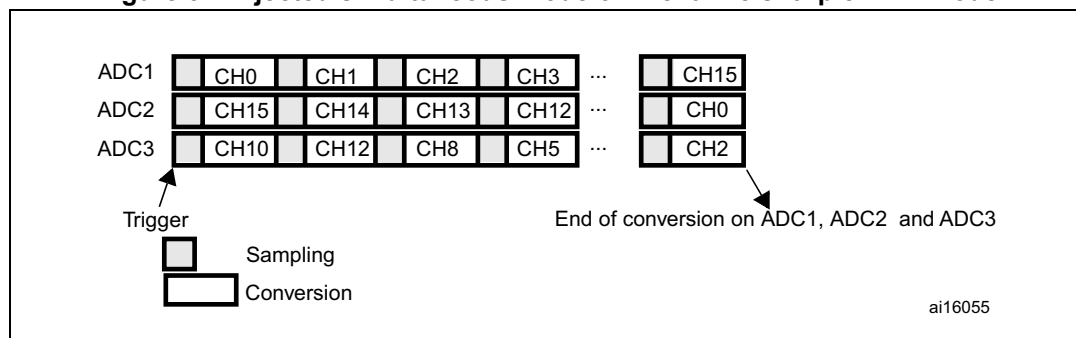 ADC1 CH0 CH1 CH2 CH3 ... CH15
ADC2 CH15 CH14 CH13 CH12 ... CH0
ADC3 CH10 CH12 CH8 CH5 ... CH2
Trigger
End of conversion on ADC1, ADC2 and ADC3
Sampling
Conversion
ai16055